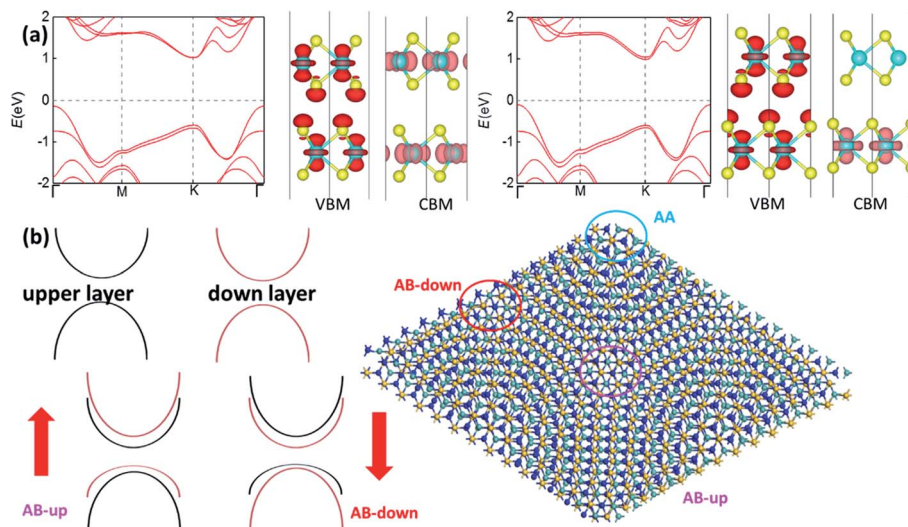 (a)
2
1
0
-1
-2
E(eV)
Γ
M
K
Γ
VBM
CBM
2
1
0
-1
-2
E(eV)
Γ
M
K
Γ
VBM
CBM
(b)
upper layer
down layer
AB-up
AB-down
AA
AB-down
AB-up